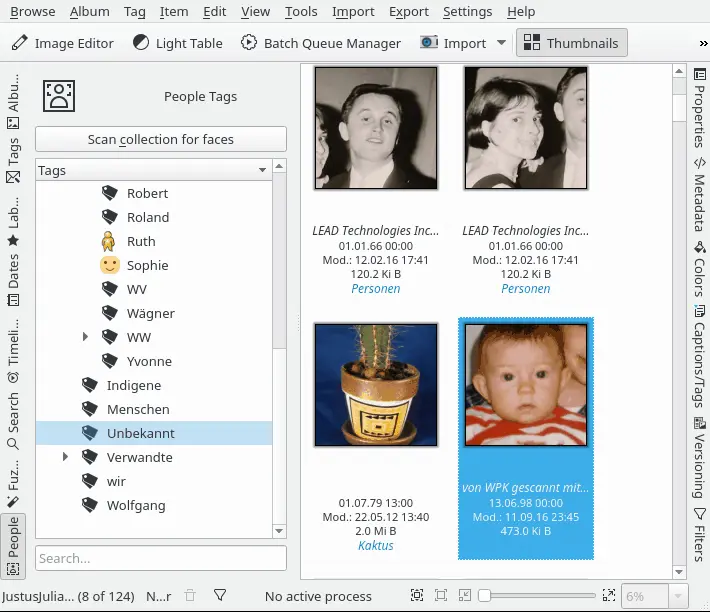 Browse Album Tag Item Edit View Tools Import Export Settings Help
Image Editor Light Table Batch Queue Manager Import Thumbnails »
Albu...
Tags
Lab...
Dates
Timeli...
Search
Fuz...
People
People Tags
Scan collection for faces
Tags
Robert
Roland
Ruth
Sophie
WV
Wägner
WW
Yvonne
Indigene
Menschen
Unbekannt
Verwandte
wir
Wolfgang
Search...
LEAD Technologies Inc...
01.01.66 00:00
Mod.: 12.02.16 17:41
120.2 Ki B
Personen
LEAD Technologies Inc...
01.01.66 00:00
Mod.: 12.02.16 17:41
120.2 Ki B
Personen
01.07.79 13:00
Mod.: 22.05.12 13:40
2.0 Mi B
Kaktus
von WPK gescannt mit...
13.06.98 00:00
Mod.: 11.09.16 23:45
473.0 Ki B
Properties
Metadata
Colors
Captions/Tags
Versioning
Filters
JustusJulia... (8 of 124) N...r No active process 6%